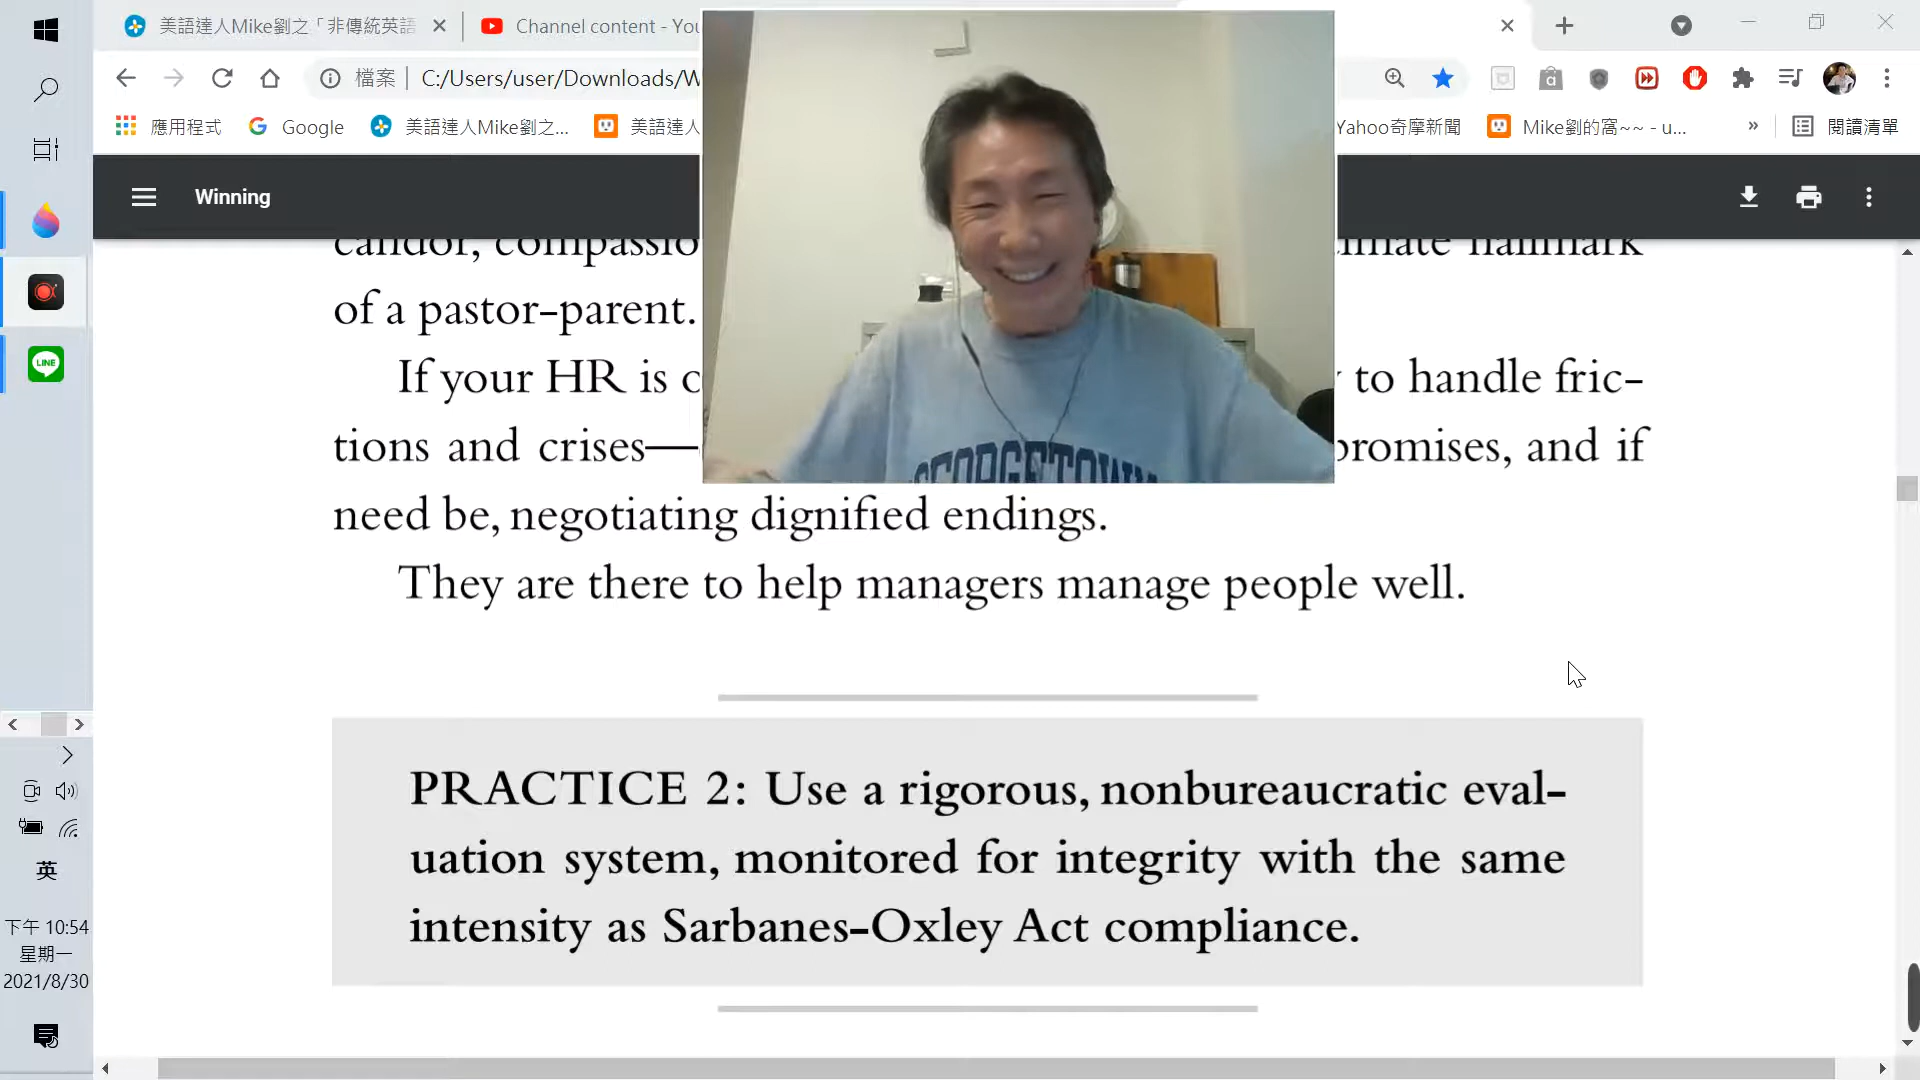 美語達人Mike劉之「非傳統英語
Channel content - You
檔案
C:/Users/user/Downloads/W
應用程式
Google
美語達人Mike劉之...
美語達人
Yahoo奇摩新聞
Mike劉的窩~~ - u...
»
閱讀清單
Winning
candor, compassio
timate hallmark
of a pastor-parent.
If your HR is o
to handle fric-
tions and crises—
promises, and if
need be, negotiating dignified endings.
They are there to help managers manage people well.
PRACTICE 2: Use a rigorous, nonbureaucratic eval-
uation system, monitored for integrity with the same
intensity as Sarbanes-Oxley Act compliance.
GEORGETOWN
LINE
英
下午 10:54
星期一
2021/8/30